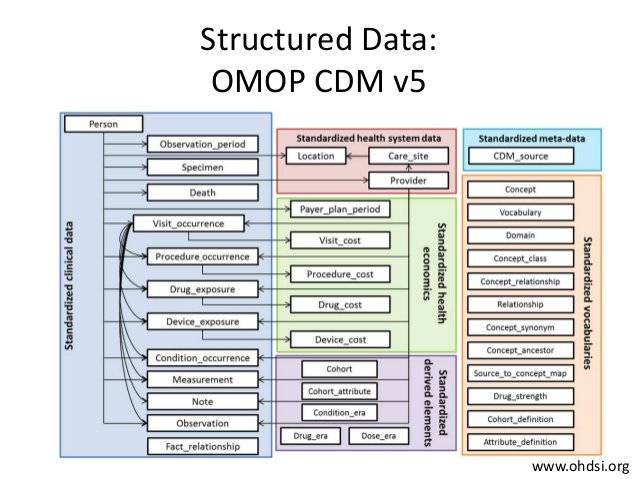 Structured Data:
OMOP CDM v5
Person
Observation_period
Specimen
Death
Visit_occurrence
Procedure_occurrence
Drug_exposure
Device_exposure
Condition_occurrence
Measurement
Note
Observation
Fact_relationship
Standardized clinical data
Standardized health system data
Location
Care_site
Provider
Payer_plan_period
Visit_cost
Procedure_cost
Drug_cost
Device_cost
Standardized health
economics
Cohort
Cohort_attribute
Condition_era
Drug_era
Dose_era
Standardized
derived elements
Standardized meta-data
CDM_source
Concept
Vocabulary
Domain
Concept_class
Concept_relationship
Relationship
Concept_synonym
Concept_ancestor
Source_to_concept_map
Drug_strength
Cohort_definition
Attribute_definition
Standardized vocabularies
www.ohdsi.org